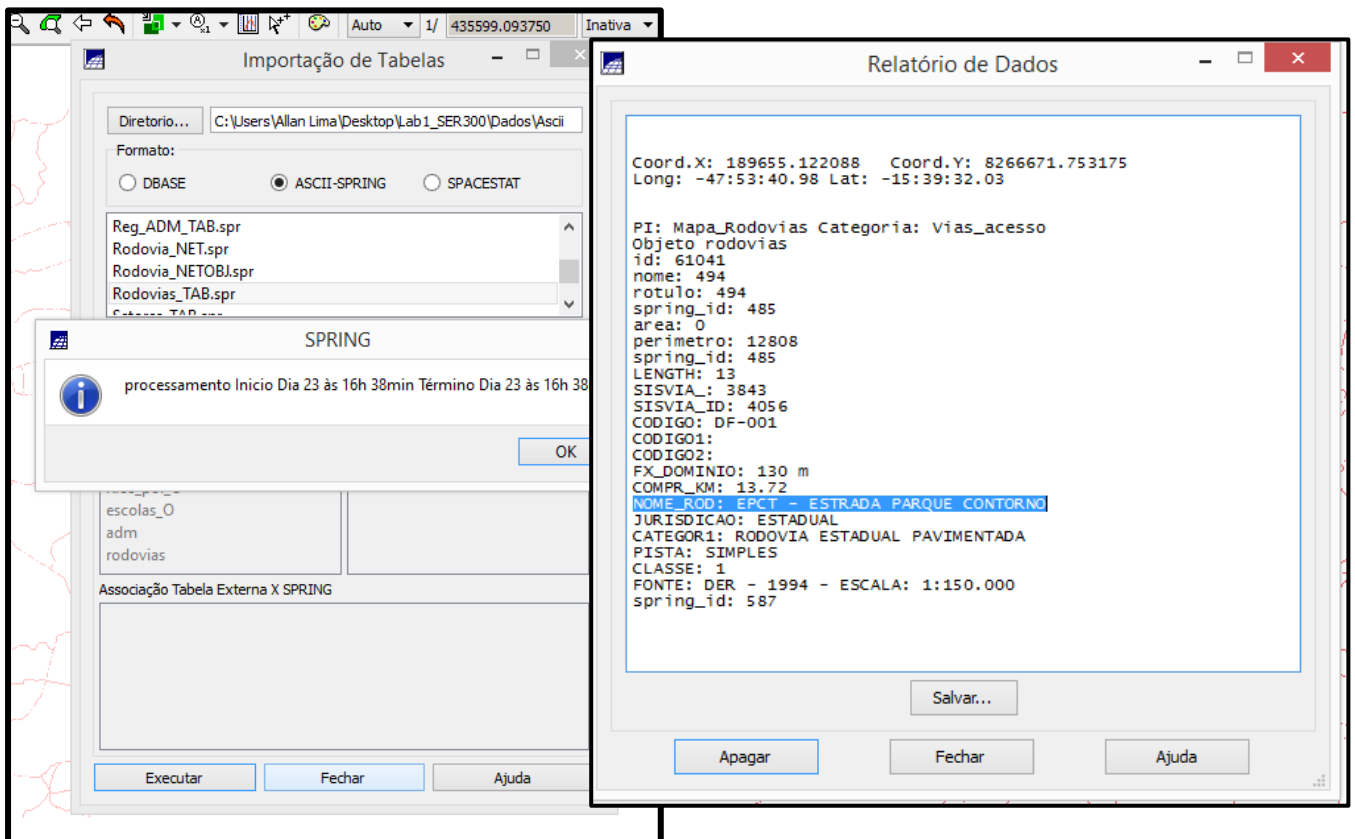 Auto
1/
435599.093750
Inativa
Importação de Tabelas
Diretorio...
C:\Users\Allan Lima\Desktop\Lab1_SER300\Dados\Ascii
Formato:
DBASE
ASCII-SPRING
SPACESTAT
Reg_ADM_TAB.spr
Rodovia_NET.spr
Rodovia_NETOBJ.spr
Rodovias_TAB.spr
SPRING
processamento Inicio Dia 23 às 16h 38min Término Dia 23 às 16h 38
OK
escolas_O
adm
rodovias
Associação Tabela Externa X SPRING
Executar
Fechar
Ajuda
Relatório de Dados
Coord.X: 189655.122088 Coord.Y: 8266671.753175
Long: -47:53:40.98 Lat: -15:39:32.03
PI: Mapa_Rodovias Categoria: Vias_acesso
Objeto rodovias
id: 61041
nome: 494
rotulo: 494
spring_id: 485
area: 0
perimetro: 12808
spring_id: 485
LENGTH: 13
SISVIA_: 3843
SISVIA_ID: 4056
CODIGO: DF-001
CODIGO1:
CODIGO2:
FX_DOMINIO: 130 m
COMPR_KM: 13.72
NOME_ROD: EPCT - ESTRADA PARQUE CONTORNO
JURISDICAO: ESTADUAL
CATEGOR1: RODOVIA ESTADUAL PAVIMENTADA
PISTA: SIMPLES
CLASSE: 1
FONTE: DER - 1994 - ESCALA: 1:150.000
spring_id: 587
Salvar...
Apagar
Fechar
Ajuda